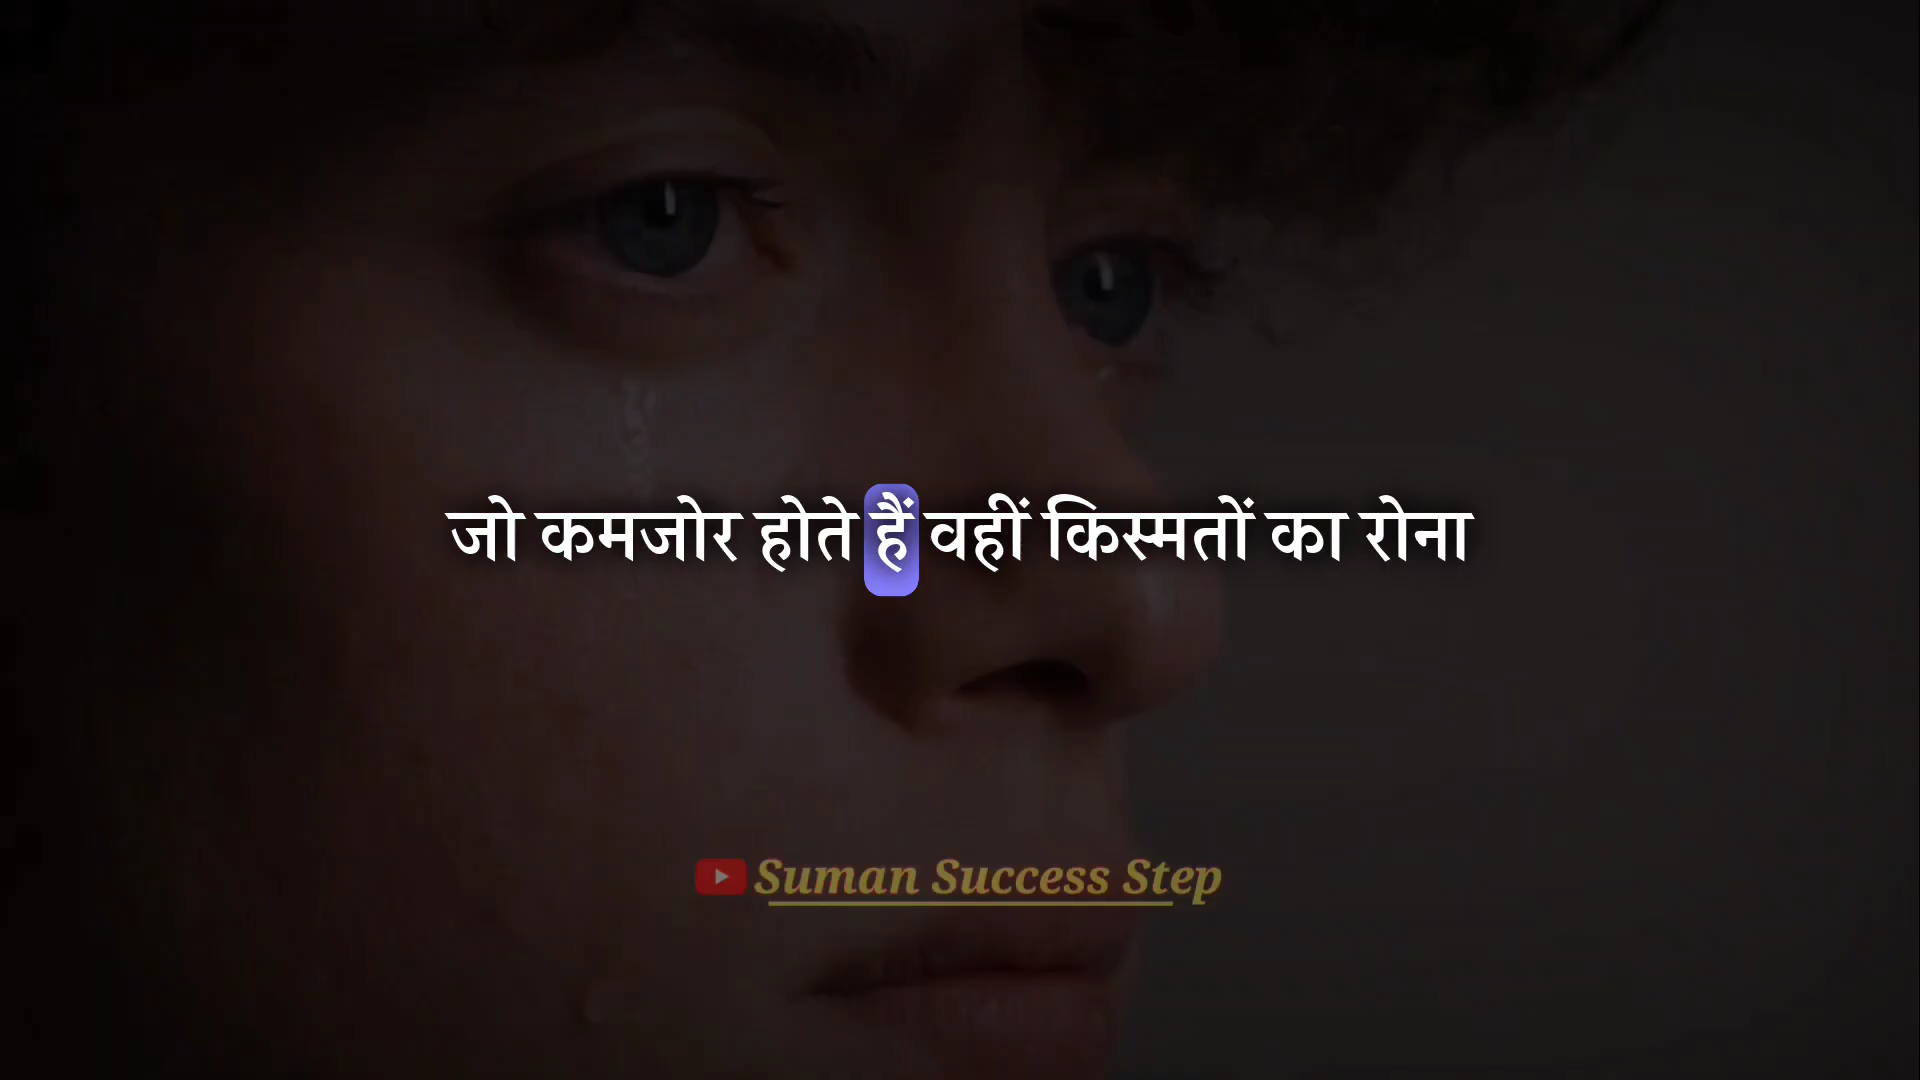 जो कमजोर होते हैं वहीं किस्मतों का रोना
Suman Success Step